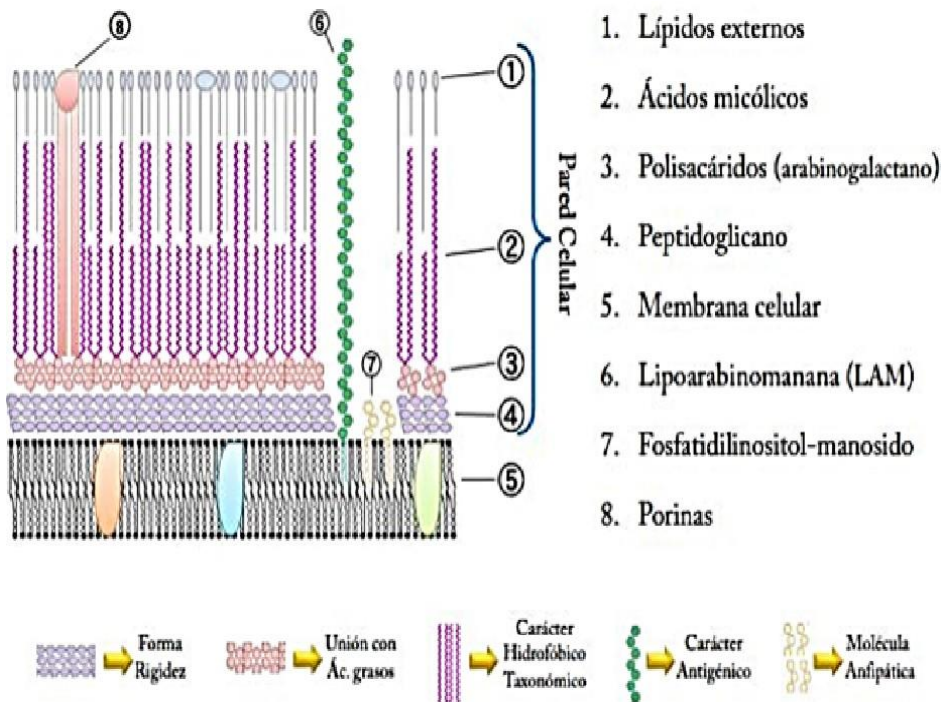 ⑧
⑥
①
②
③
⑦
④
⑤
Pared Celular
1. Lípidos externos
2. Ácidos micólicos
3. Polisacáridos (arabinogalactano)
4. Peptidoglicano
5. Membrana celular
6. Lipoarabinomanana (LAM)
7. Fosfatidilinositol-manosido
8. Porinas
Forma
Rigidez
Unión con
Ác. grasos
Carácter
Hidrofóbico
Taxonómico
Carácter
Antigénico
Molécula
Anfipática